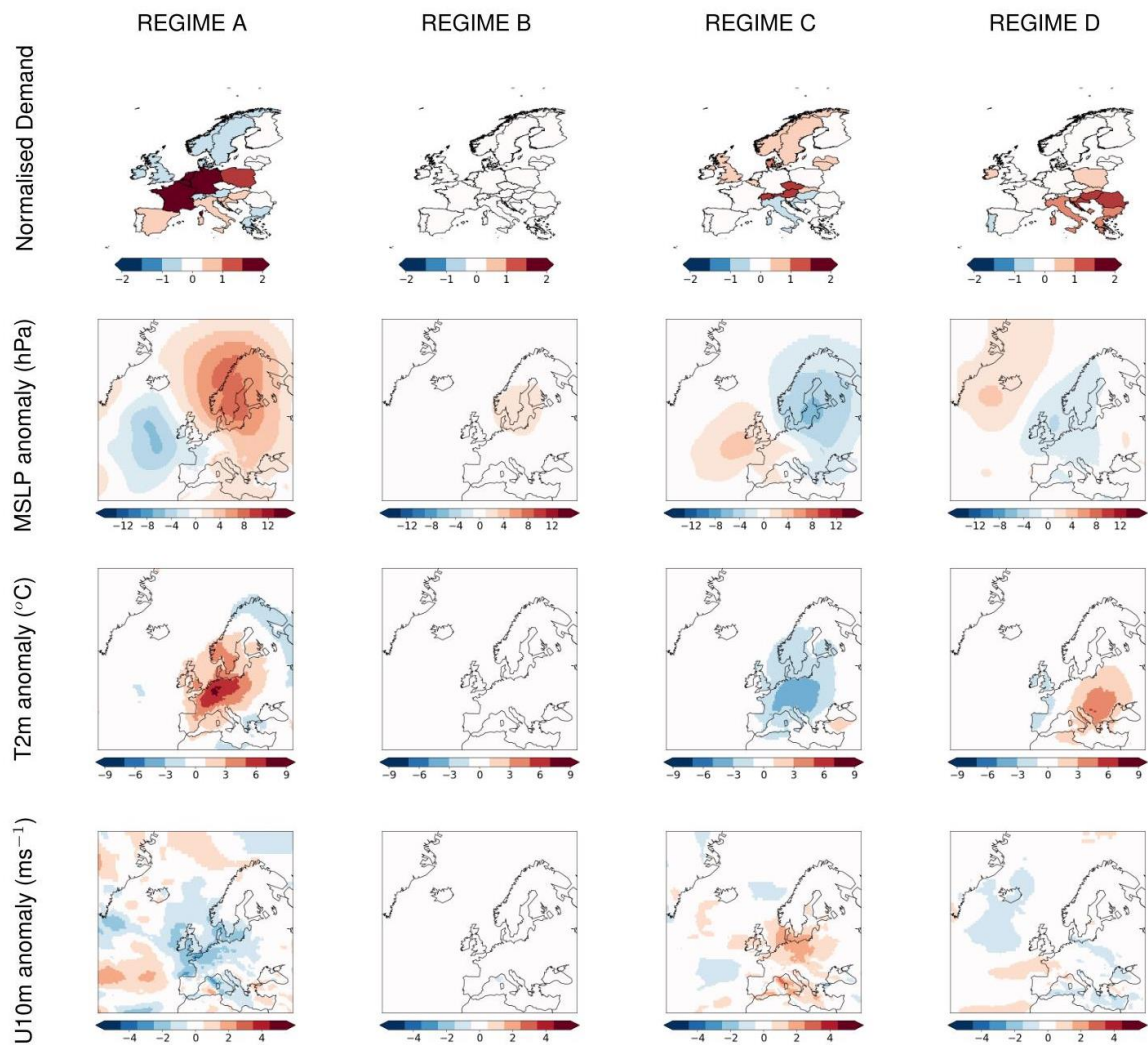 REGIME A REGIME B REGIME C REGIME D
Normalised Demand
−2 −1 0 1 2 −2 −1 0 1 2 −2 −1 0 1 2 −2 −1 0 1 2
MSLP anomaly (hPa)
−12 −8 −4 0 4 8 12 −12 −8 −4 0 4 8 12 −12 −8 −4 0 4 8 12 −12 −8 −4 0 4 8 12
T2m anomaly (°C)
−9 −6 −3 0 3 6 9 −9 −6 −3 0 3 6 9 −9 −6 −3 0 3 6 9 −9 −6 −3 0 3 6 9
U10m anomaly (ms⁻¹)
−4 −2 0 2 4 −4 −2 0 2 4 −4 −2 0 2 4 −4 −2 0 2 4